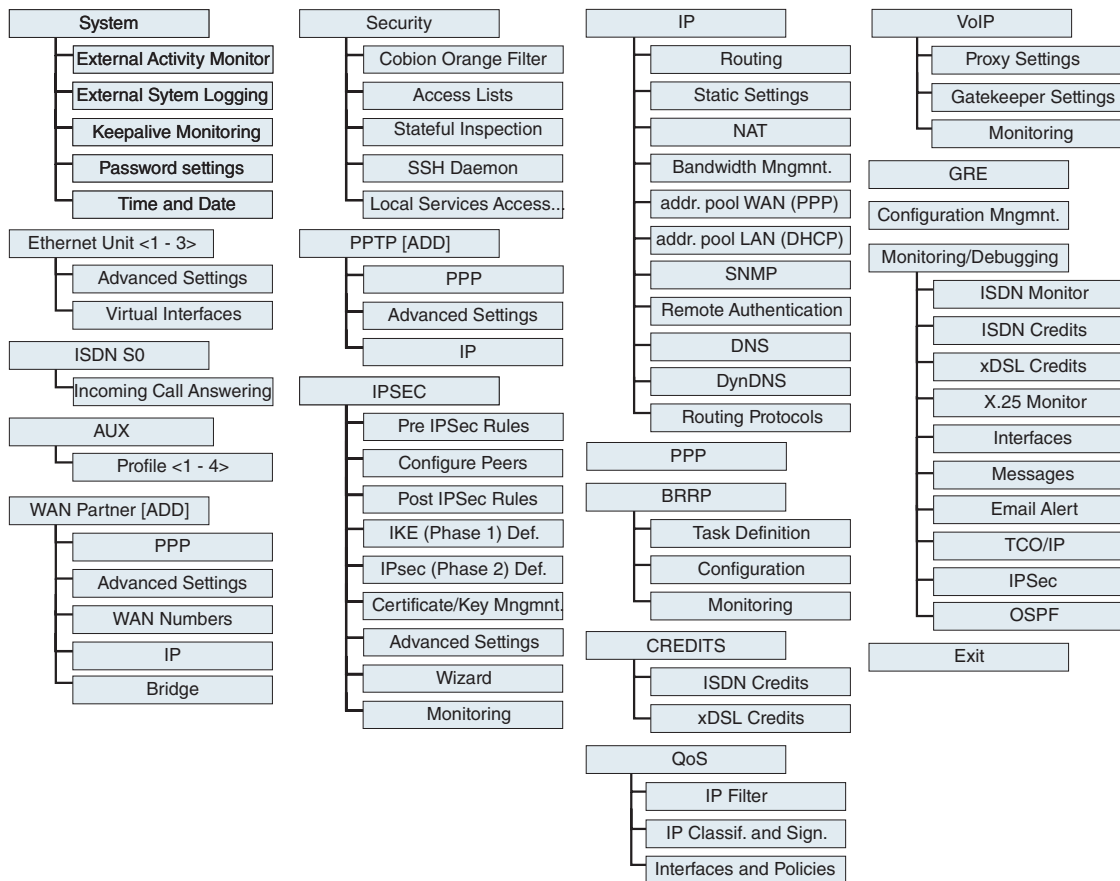 System
External Activity Monitor
External Sytem Logging
Keepalive Monitoring
Password settings
Time and Date
Ethernet Unit <1 - 3>
Advanced Settings
Virtual Interfaces
ISDN S0
Incoming Call Answering
AUX
Profile <1 - 4>
WAN Partner [ADD]
PPP
Advanced Settings
WAN Numbers
IP
Bridge
Security
Cobion Orange Filter
Access Lists
Stateful Inspection
SSH Daemon
Local Services Access...
PPTP [ADD]
PPP
Advanced Settings
IP
IPSEC
Pre IPSec Rules
Configure Peers
Post IPSec Rules
IKE (Phase 1) Def.
IPsec (Phase 2) Def.
Certificate/Key Mngmnt.
Advanced Settings
Wizard
Monitoring
IP
Routing
Static Settings
NAT
Bandwidth Mngmnt.
addr. pool WAN (PPP)
addr. pool LAN (DHCP)
SNMP
Remote Authentication
DNS
DynDNS
Routing Protocols
PPP
BRRP
Task Definition
Configuration
Monitoring
CREDITS
ISDN Credits
xDSL Credits
QoS
IP Filter
IP Classif. and Sign.
Interfaces and Policies
VoIP
Proxy Settings
Gatekeeper Settings
Monitoring
GRE
Configuration Mngmnt.
Monitoring/Debugging
ISDN Monitor
ISDN Credits
xDSL Credits
X.25 Monitor
Interfaces
Messages
Email Alert
TCO/IP
IPSec
OSPF
Exit